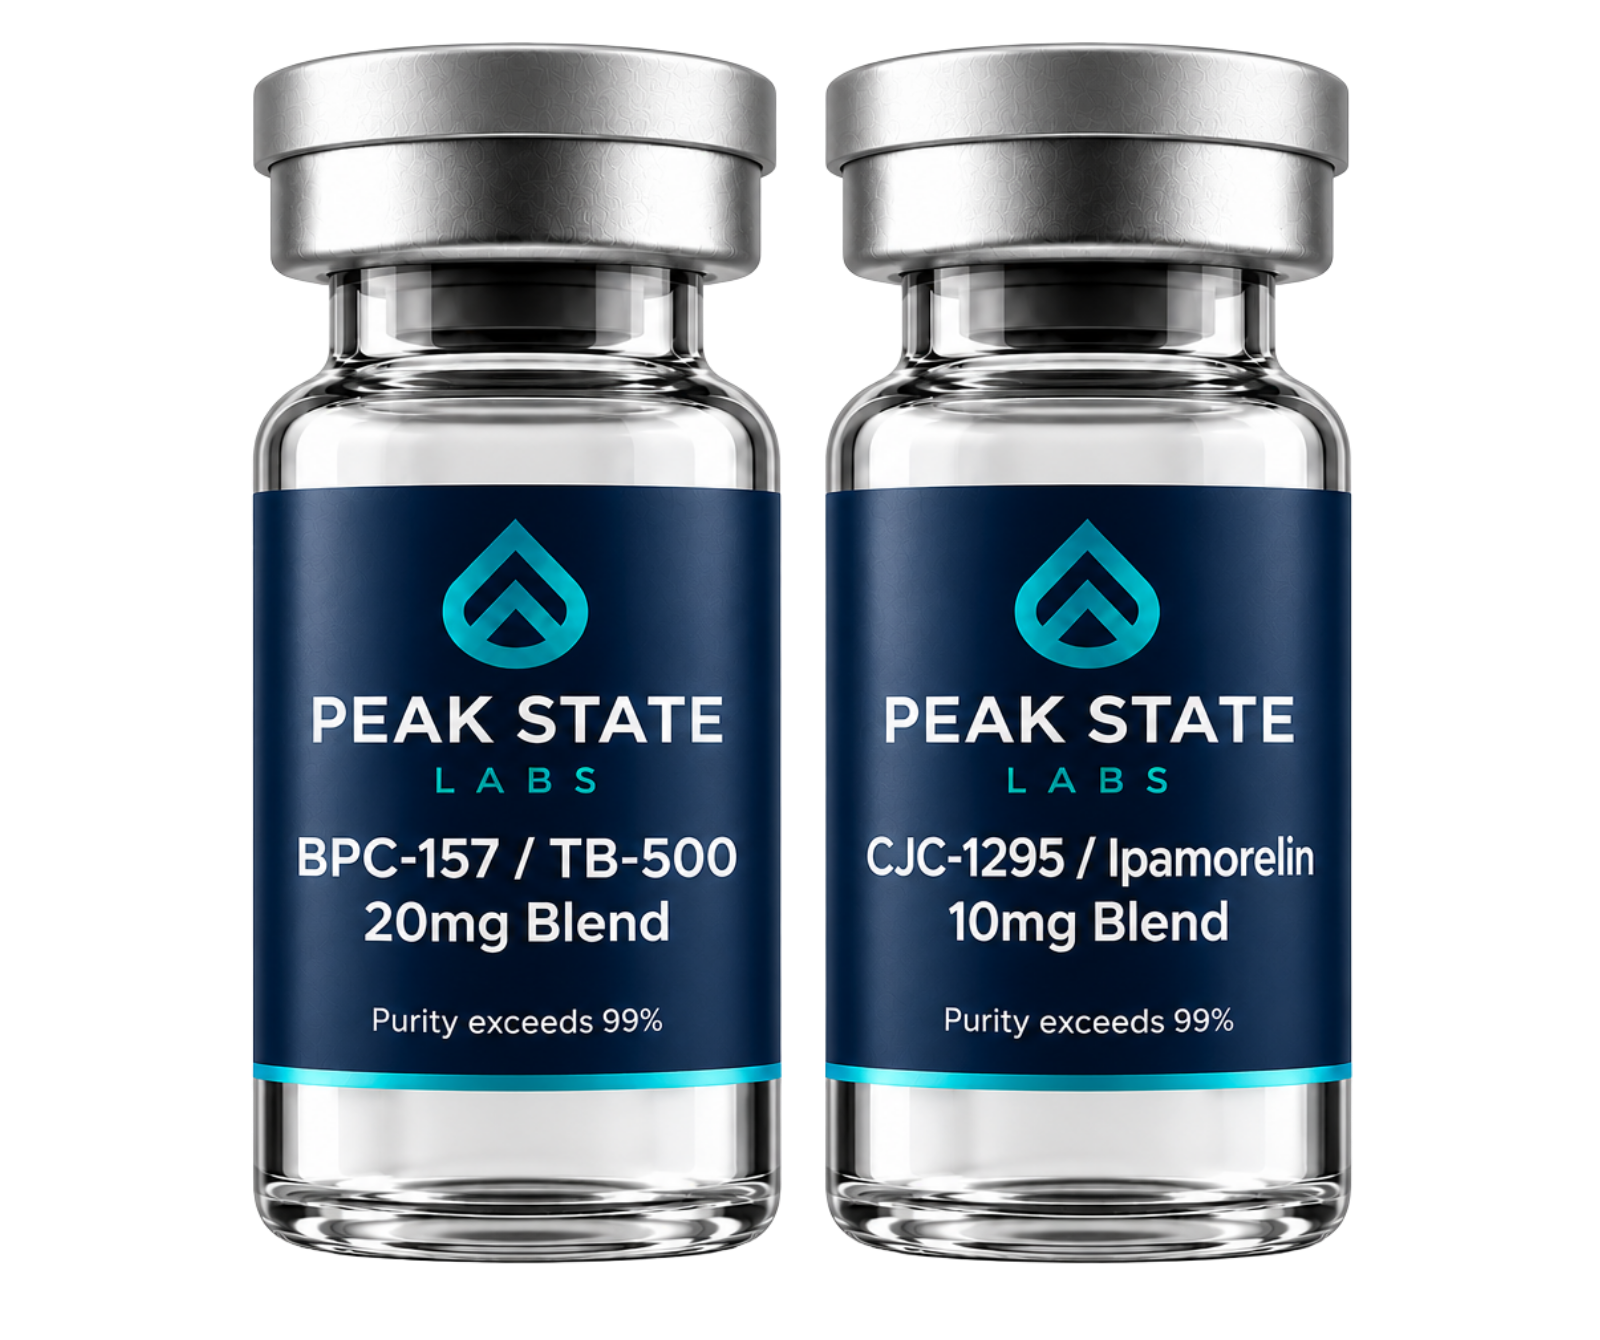 PEAK STATE
LABS
BPC-157 / TB-500
20mg Blend
Purity exceeds 99%
PEAK STATE
LABS
CJC-1295 / Ipamorelin
10mg Blend
Purity exceeds 99%